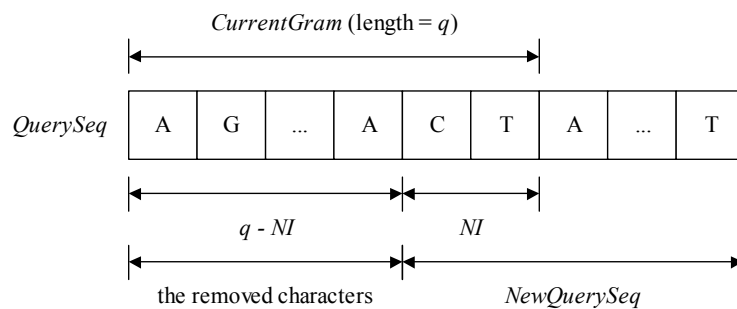 CurrentGram (length = q)
QuerySeq A G ... A C T A ... T
q - NI NI
the removed characters NewQuerySeq